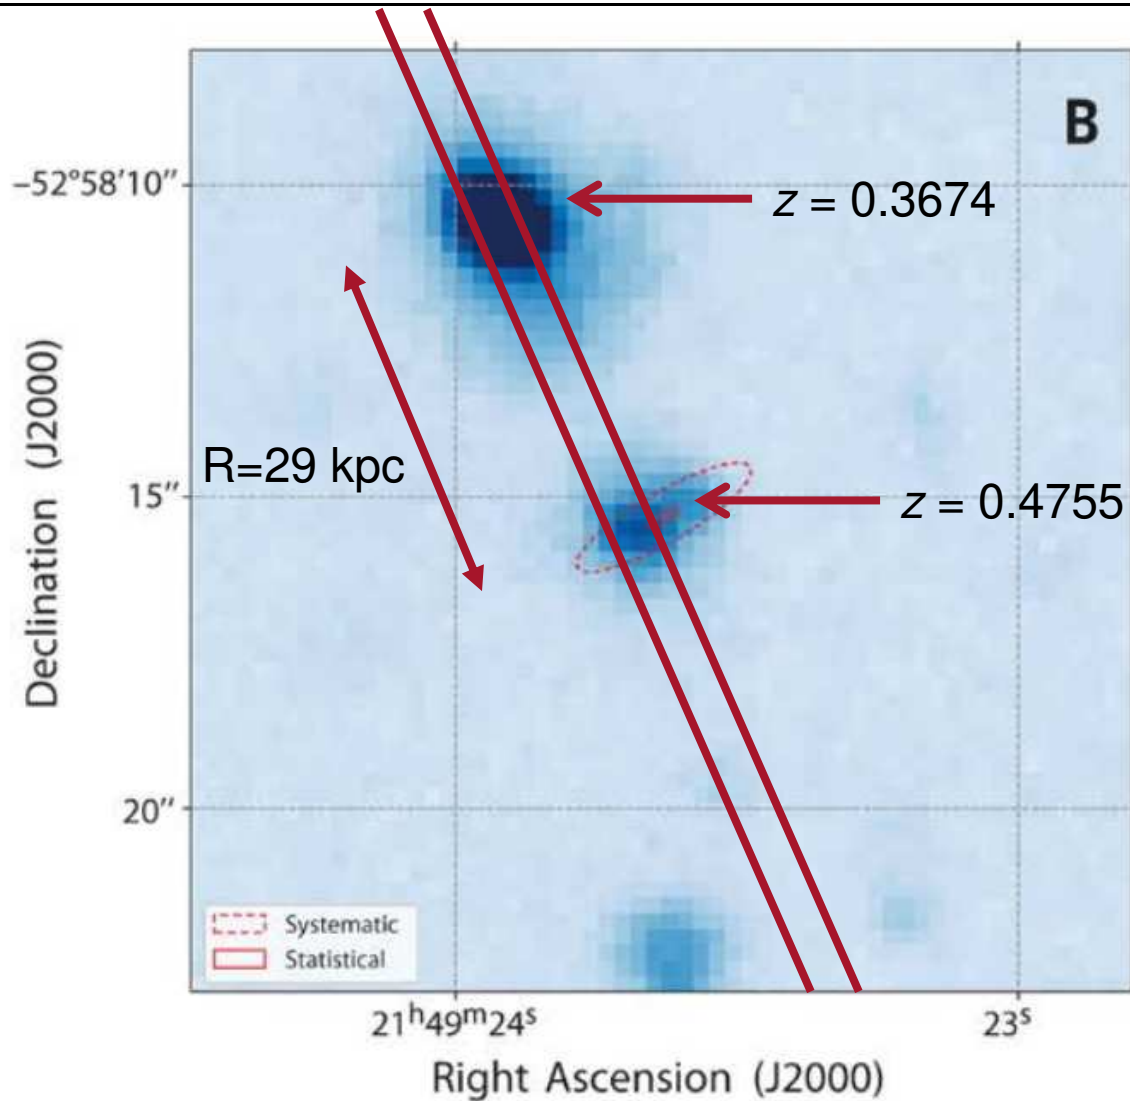 B
−52°58′10″
z = 0.3674
R=29 kpc
15″
z = 0.4755
Declination (J2000)
20″
Systematic
Statistical
21h49m24s
23s
Right Ascension (J2000)